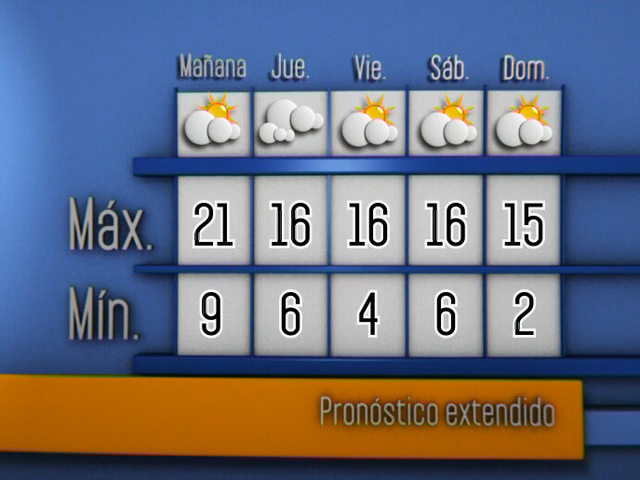 Mañana Jue. Vie. Sáb. Dom.
Máx. 21 16 16 16 15
Mín. 9 6 4 6 2
Pronóstico extendido